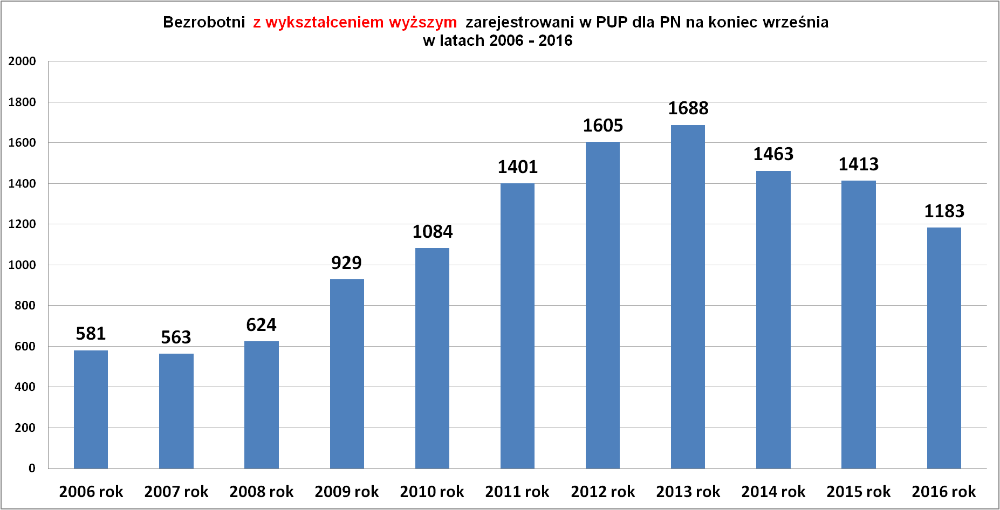 Bezrobotni z wykształceniem wyższym zarejestrowani w PUP dla PN na koniec września
w latach 2006 - 2016
2000
1800
1600
1400
1200
1000
800
600
400
200
0
581
563
624
929
1084
1401
1605
1688
1463
1413
1183
2006 rok
2007 rok
2008 rok
2009 rok
2010 rok
2011 rok
2012 rok
2013 rok
2014 rok
2015 rok
2016 rok